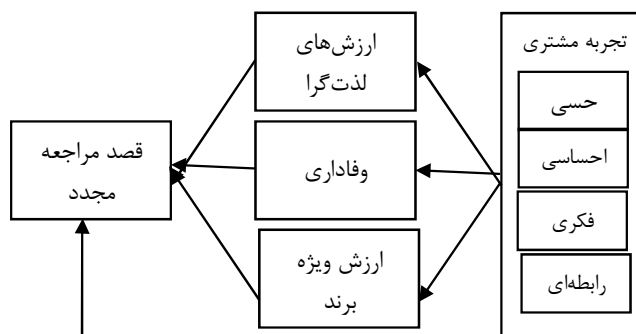 تجربه مشتری
حسی
احساسی
فکری
رابطه‌ای
ارزش‌های
لذت‌گرا
وفاداری
ارزش ویژه
برند
قصد مراجعه
مجدد